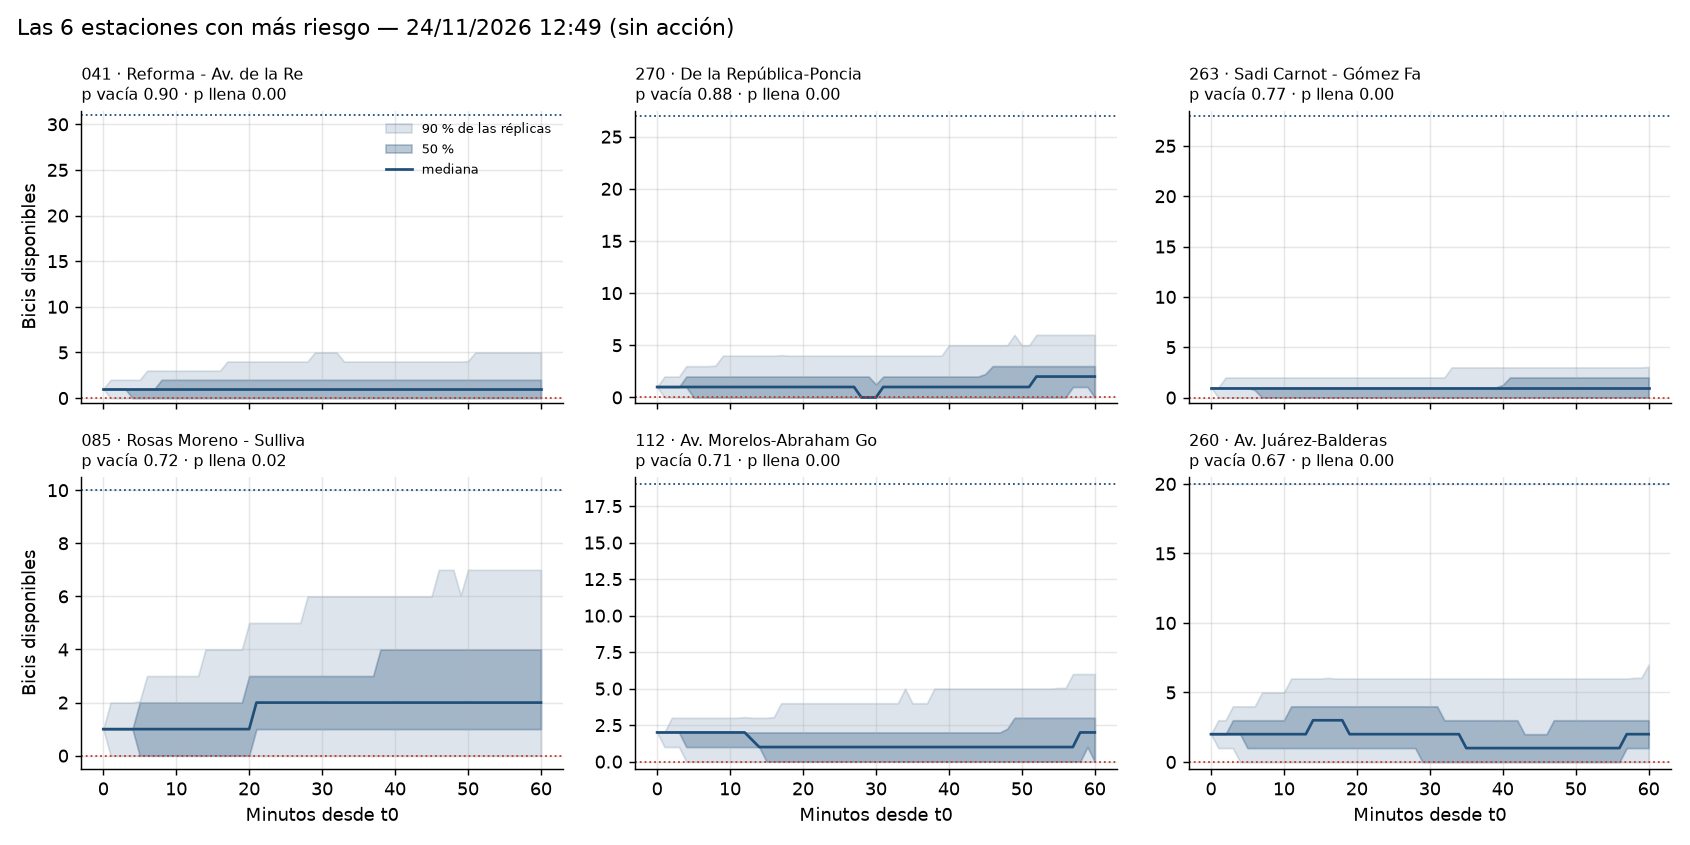 Las 6 estaciones con más riesgo — 24/11/2026 12:49 (sin acción)
041 · Reforma - Av. de la Re
p vacía 0.90 · p llena 0.00
30
25
20
15
10
5
0
Bicis disponibles
90 % de las réplicas
50 %
mediana
270 · De la República-Poncia
p vacía 0.88 · p llena 0.00
25
20
15
10
5
0
263 · Sadi Carnot - Gómez Fa
p vacía 0.77 · p llena 0.00
25
20
15
10
5
0
085 · Rosas Moreno - Sulliva
p vacía 0.72 · p llena 0.02
10
8
6
4
2
0
Bicis disponibles
0 10 20 30 40 50 60
Minutos desde t0
112 · Av. Morelos-Abraham Go
p vacía 0.71 · p llena 0.00
17.5
15.0
12.5
10.0
7.5
5.0
2.5
0.0
0 10 20 30 40 50 60
Minutos desde t0
260 · Av. Juárez-Balderas
p vacía 0.67 · p llena 0.00
20
15
10
5
0
0 10 20 30 40 50 60
Minutos desde t0